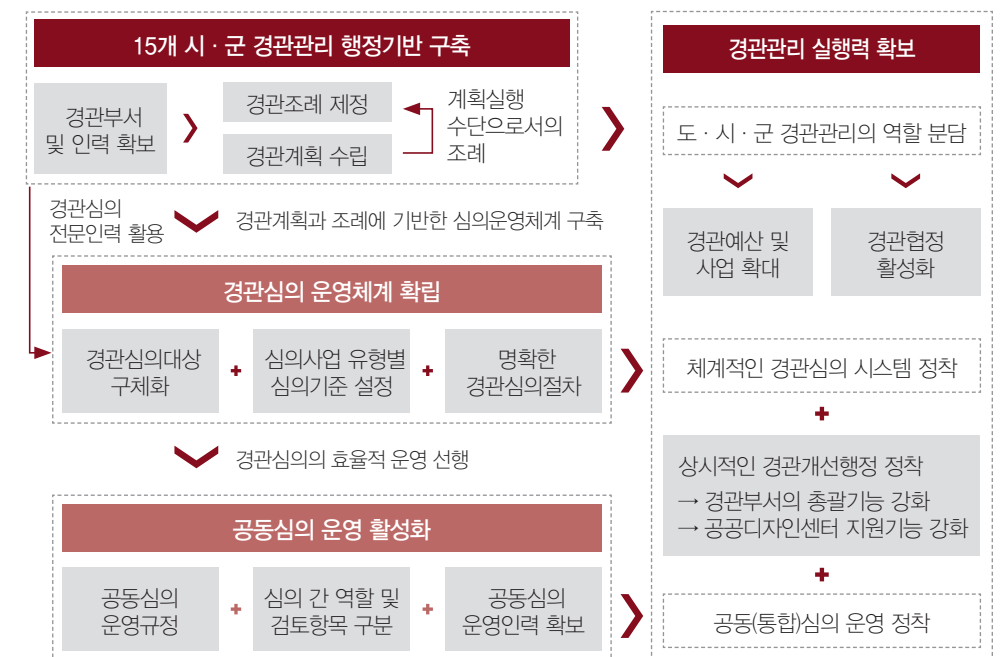 15개 시 · 군 경관관리 행정기반 구축
경관부서
및 인력 확보
경관조례 제정
경관계획 수립
계획실행
수단으로서의
조례
경관심의
전문인력 활용
경관계획과 조례에 기반한 심의운영체계 구축
경관심의 운영체계 확립
경관심의대상
구체화
+
심의사업 유형별
심의기준 설정
+
명확한
경관심의절차
경관심의의 효율적 운영 선행
공동심의 운영 활성화
공동심의
운영규정
+
심의 간 역할 및
검토항목 구분
+
공동심의
운영인력 확보
경관관리 실행력 확보
도 · 시 · 군 경관관리의 역할 분담
경관예산 및
사업 확대
경관협정
활성화
체계적인 경관심의 시스템 정착
+
상시적인 경관개선행정 정착
→ 경관부서의 총괄기능 강화
→ 공공디자인센터 지원기능 강화
+
공동(통합)심의 운영 정착